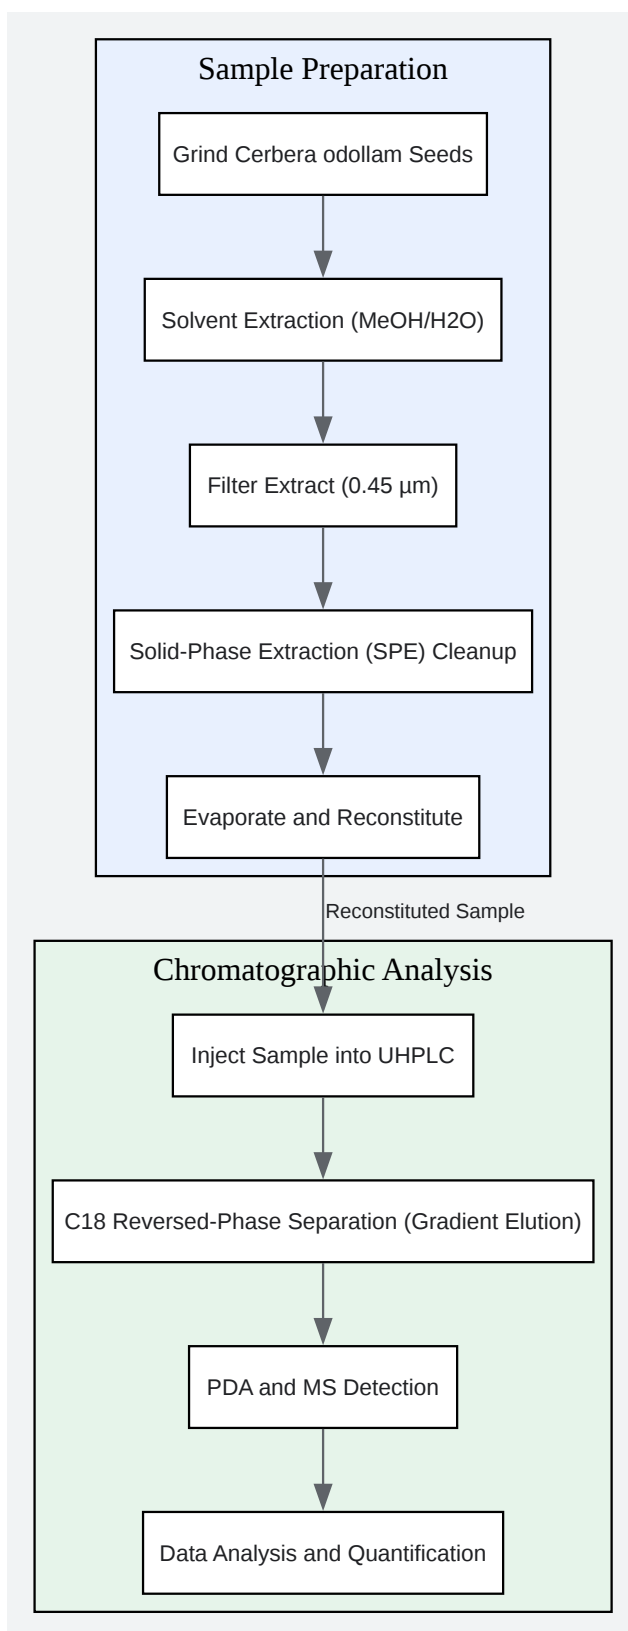 Sample Preparation
Grind Cerbera odollam Seeds
Solvent Extraction (MeOH/H2O)
Filter Extract (0.45 µm)
Solid-Phase Extraction (SPE) Cleanup
Evaporate and Reconstitute
Reconstituted Sample
Chromatographic Analysis
Inject Sample into UHPLC
C18 Reversed-Phase Separation (Gradient Elution)
PDA and MS Detection
Data Analysis and Quantification